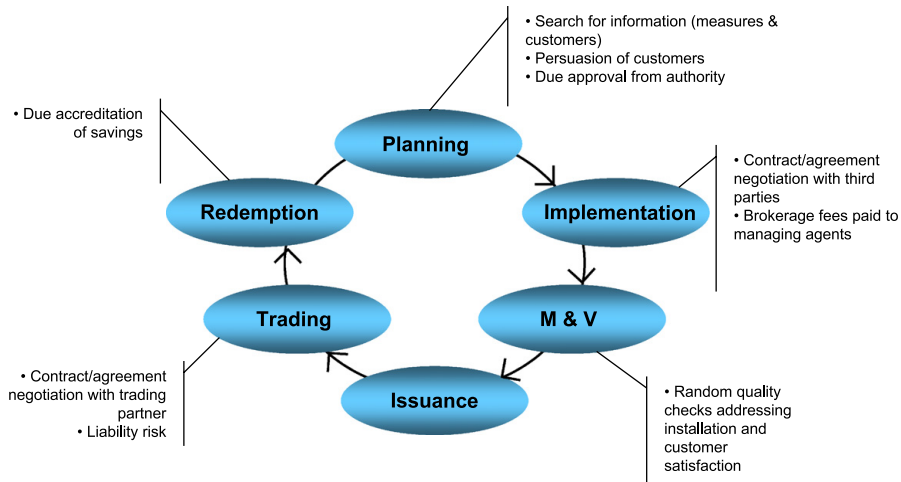 • Search for information (measures &
customers)
• Persuasion of customers
• Due approval from authority
• Due accreditation
of savings
Planning
• Contract/agreement
negotiation with third
parties
• Brokerage fees paid to
managing agents
Redemption
Implementation
Trading
M & V
• Contract/agreement
negotiation with trading
partner
• Liability risk
Issuance
• Random quality
checks addressing
installation and
customer
satisfaction